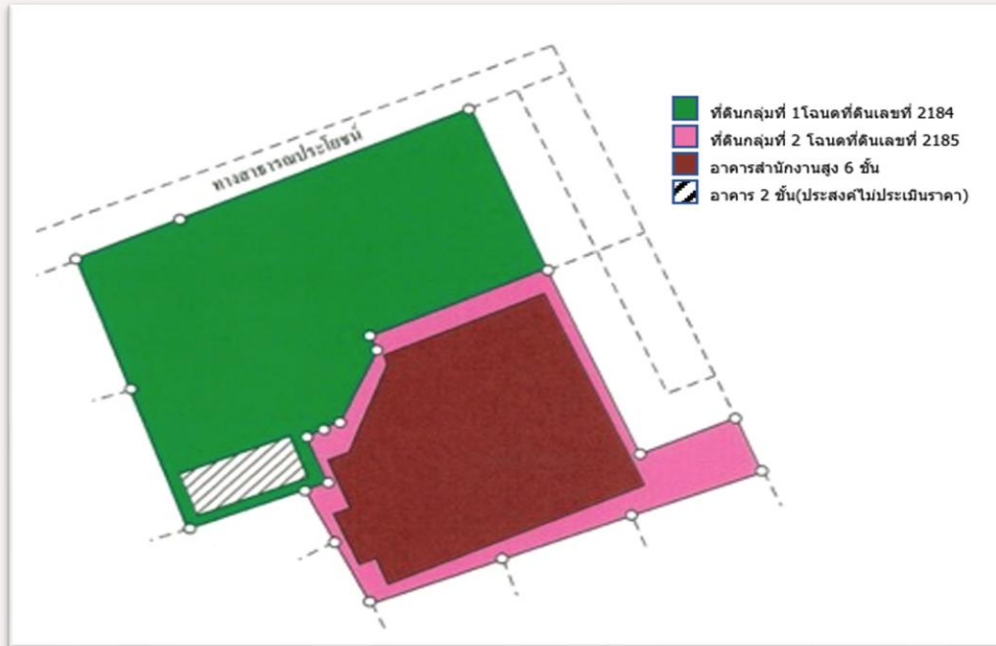 ที่ดินกลุ่มที่ 1โฉนดที่ดินเลขที่ 2184
ที่ดินกลุ่มที่ 2 โฉนดที่ดินเลขที่ 2185
อาคารสำนักงานสูง 6 ชั้น
อาคาร 2 ชั้น(ประสงค์ไม่ประเมินราคา)
ทางสาธารณประโยชน์